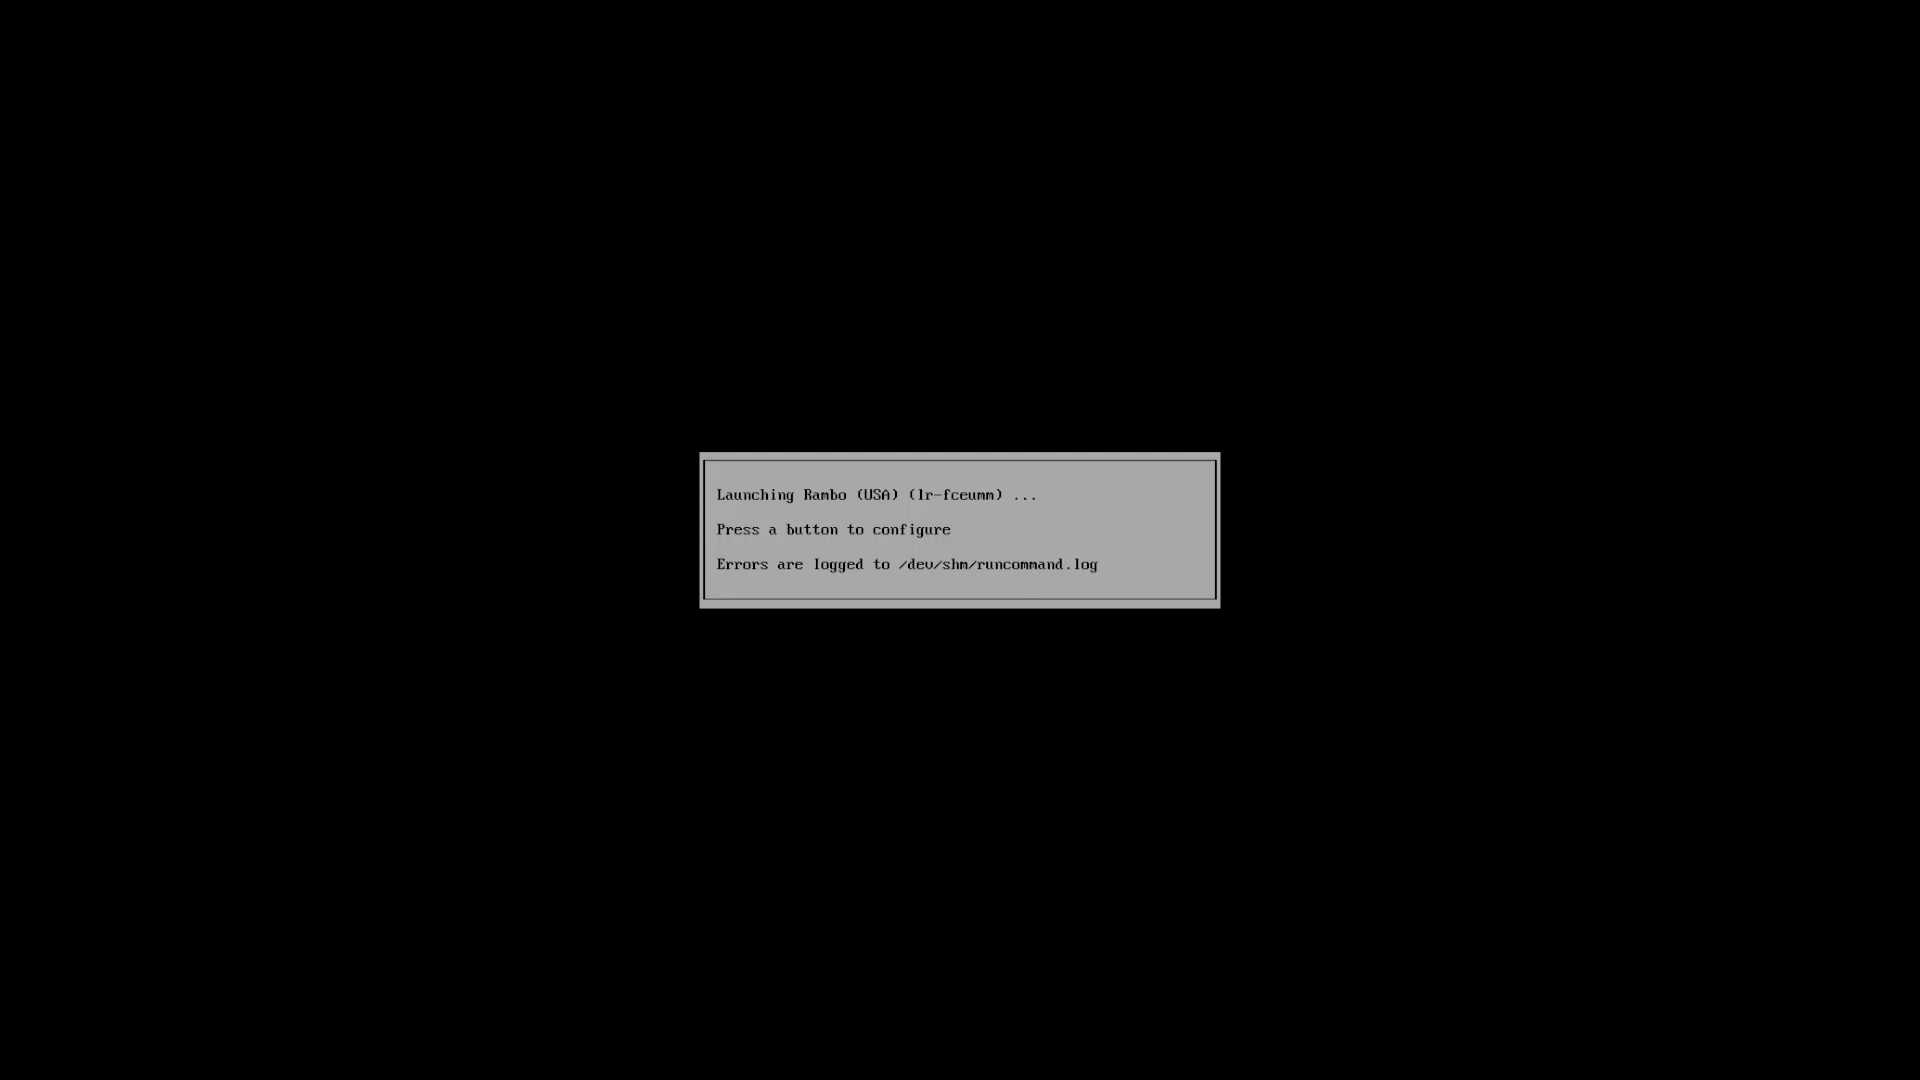 Launching Rambo (USA) (lr-fceumm) ...
Press a button to configure
Errors are logged to /dev/shm/runcommand.log